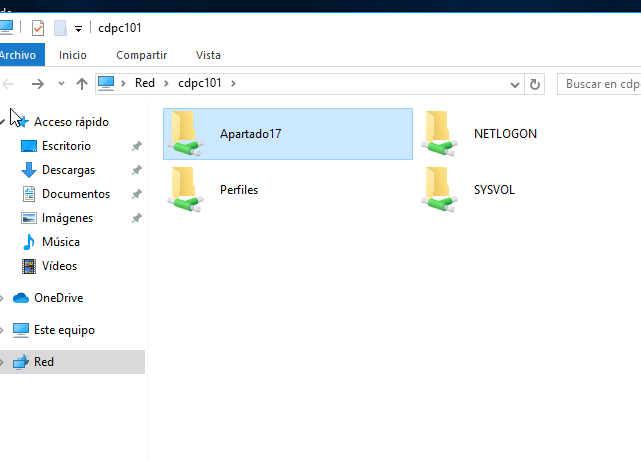 cdpc101
Archivo Inicio Compartir Vista
Red cdpc101 Buscar en cdp
Acceso rápido
Escritorio
Descargas
Documentos
Imágenes
Música
Vídeos
OneDrive
Este equipo
Red
Apartado17 NETLOGON
Perfiles SYSVOL